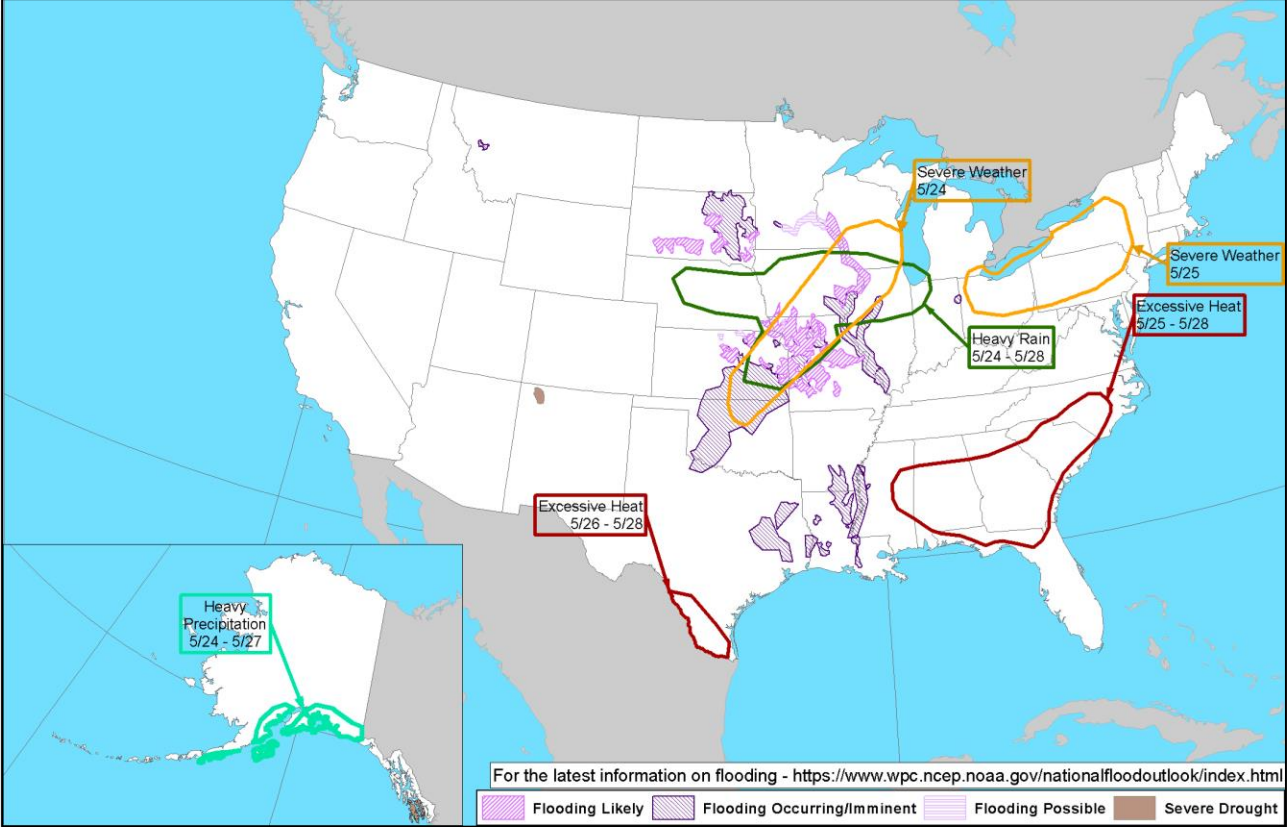 Severe Weather
5/24
Severe Weather
5/25
Excessive Heat
5/25 - 5/28
Heavy Rain
5/24 - 5/28
Excessive Heat
5/26 - 5/28
Heavy
Precipitation
5/24 - 5/27
For the latest information on flooding - https://www.wpc.ncep.noaa.gov/nationalfloodoutlook/index.html
Flooding Likely Flooding Occurring/Imminent Flooding Possible Severe Drought